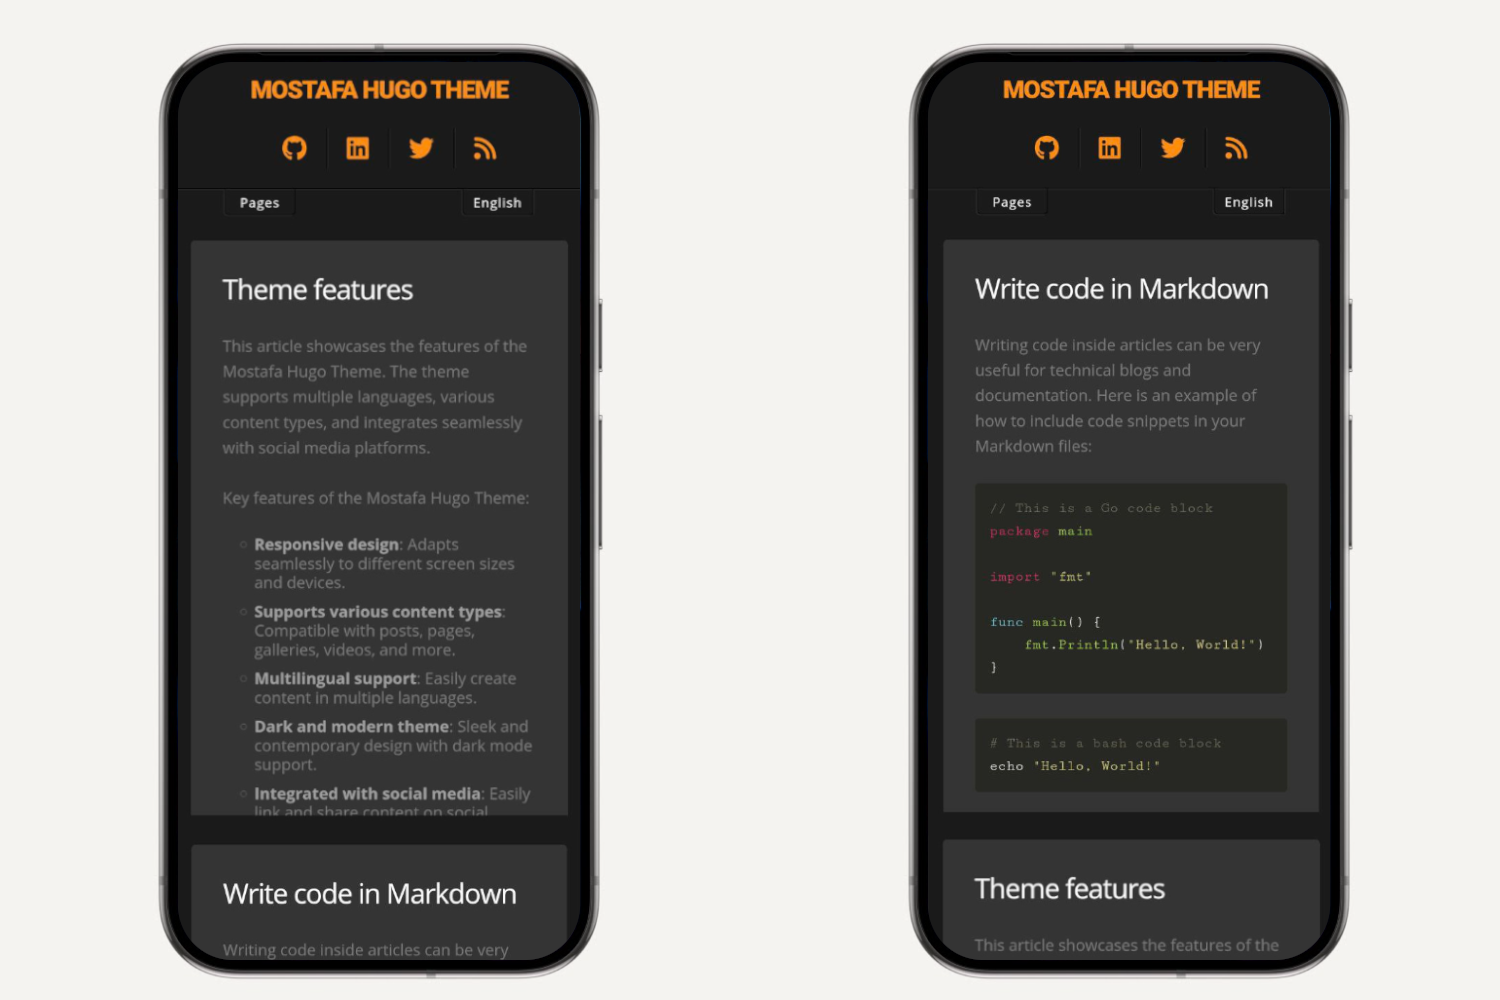 MOSTAFA HUGO THEME
Pages
English
Theme features
This article showcases the features of the
Mostafa Hugo Theme. The theme
supports multiple languages, various
content types, and integrates seamlessly
with social media platforms.
Key features of the Mostafa Hugo Theme:
Responsive design: Adapts
seamlessly to different screen sizes
and devices.
Supports various content types:
Compatible with posts, pages,
galleries, videos, and more.
Multilingual support: Easily create
content in multiple languages.
Dark and modern theme: Sleek and
contemporary design with dark mode
support.
Integrated with social media: Easily
link and share content on social
Write code in Markdown
Writing code inside articles can be very
MOSTAFA HUGO THEME
Pages
English
Write code in Markdown
Writing code inside articles can be very
useful for technical blogs and
documentation. Here is an example of
how to include code snippets in your
Markdown files:
// This is a Go code block
package main
import "fmt"
func main() {
    fmt.Println("Hello, World!")
}
# This is a bash code block
echo "Hello, World!"
Theme features
This article showcases the features of the